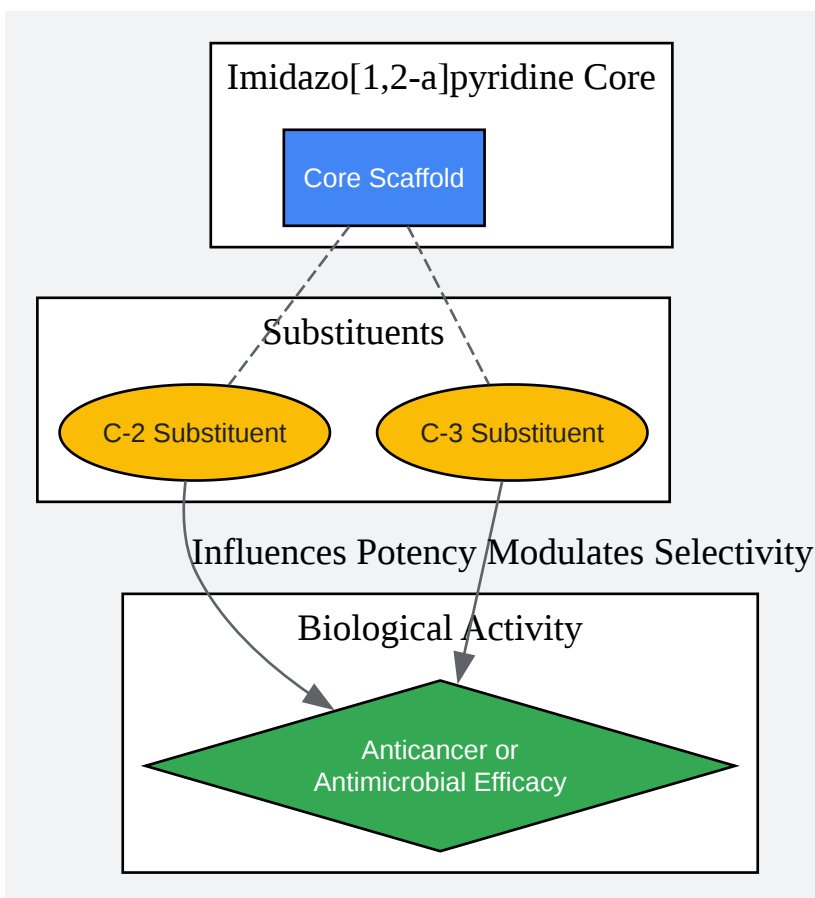 Imidazo[1,2-a]pyridine Core
Core Scaffold
Substituents
C-2 Substituent
C-3 Substituent
Influences Potency
Modulates Selectivity
Biological Activity
Anticancer or
Antimicrobial Efficacy